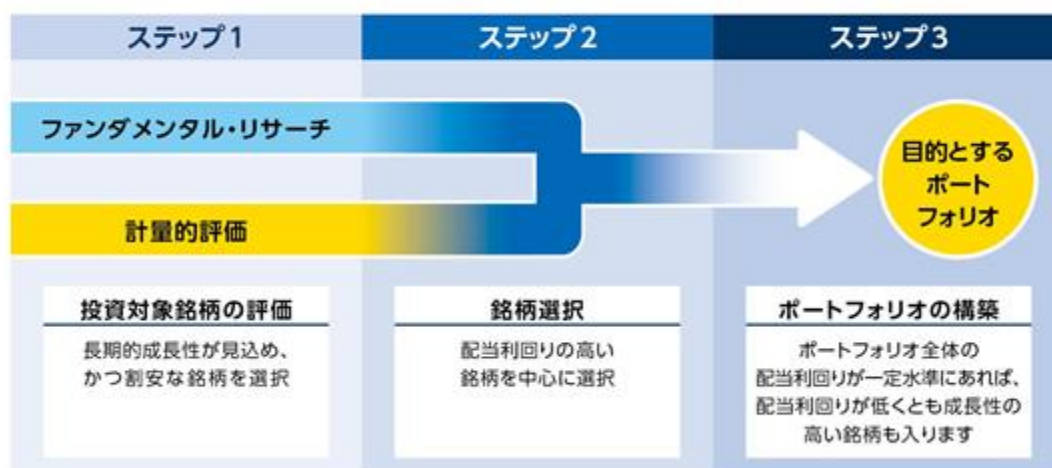 ステップ1
ステップ2
ステップ3
ファンダメンタル・リサーチ
計量的評価
目的とする
ポート
フォリオ
投資対象銘柄の評価
長期的成長性が見込め、
かつ割安な銘柄を選択
銘柄選択
配当利回りの高い
銘柄を中心に選択
ポートフォリオの構築
ポートフォリオ全体の
配当利回りが一定水準にあれば、
配当利回りが低くとも成長性の
高い銘柄も入ります